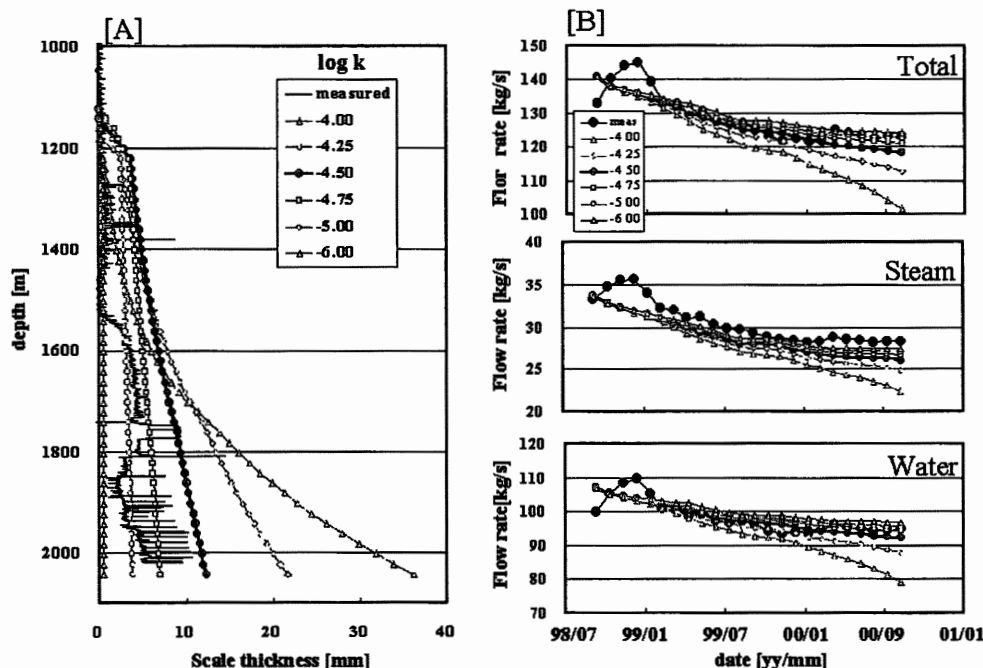 [A]
1000
1200
1400
1600
1800
2000
depth [m]
log k
measured
-4.00
-4.25
-4.50
-4.75
-5.00
-6.00
0 10 20 30 40
Scale thickness [mm]
[B]
150
140
130
120
110
100
Flor rate [kg/s]
Total
meas
-4 00
-4 25
-4 50
-4 75
-5 00
-6 00
40
35
30
25
20
Flow rate [kg/s]
Steam
120
110
100
90
80
70
Flow rate[kg/s]
Water
98/07 99/01 99/07 00/01 00/09 01/01
date [yy/mm]